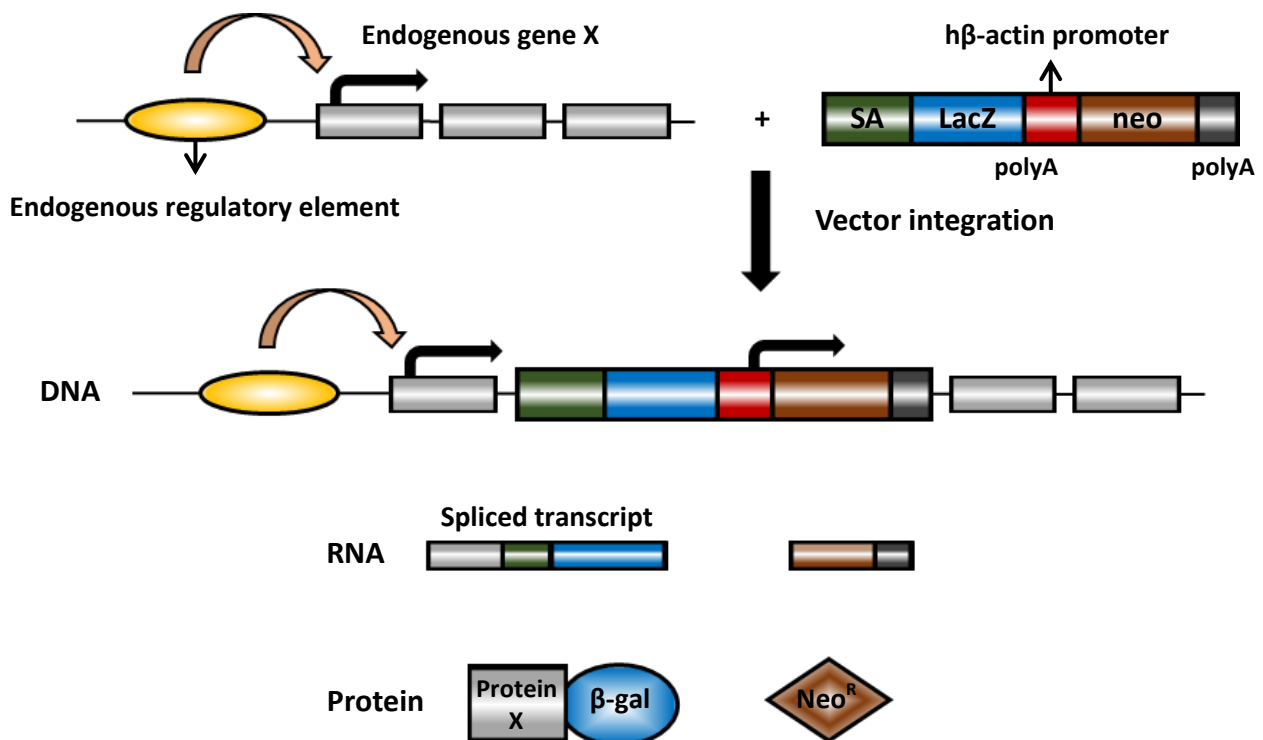 Endogenous gene X
hβ-actin promoter
+
SA LacZ neo
polyA polyA
Endogenous regulatory element
Vector integration
DNA
Spliced transcript
RNA
Protein
Protein
X
β-gal
Neoᴿ